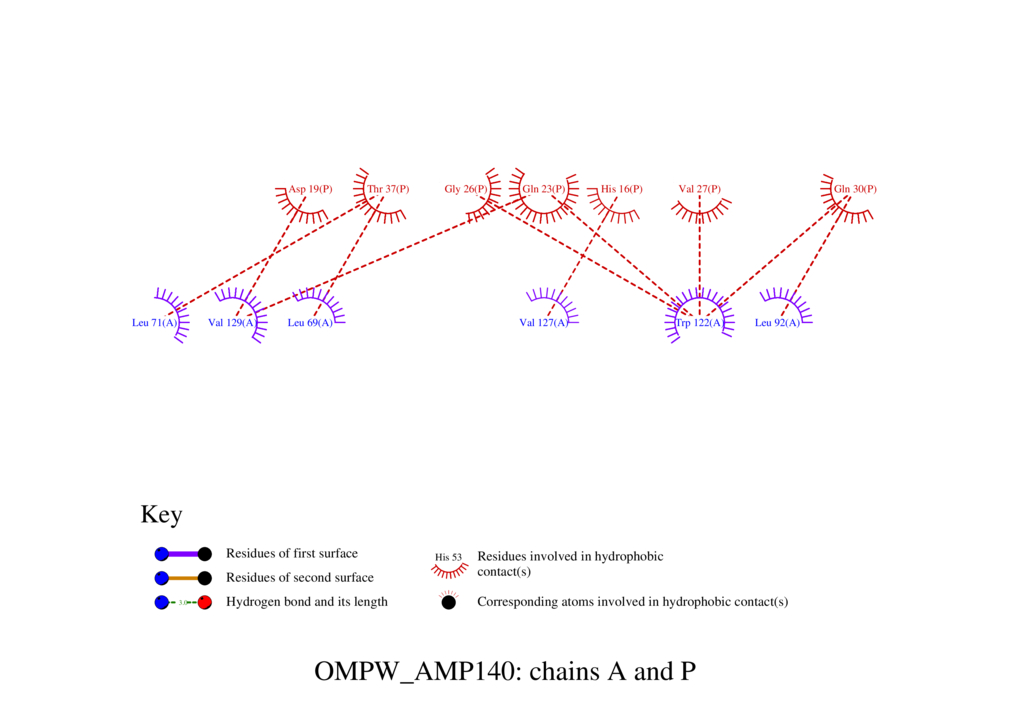 Asp 19(P) Thr 37(P) Gly 26(P) Gln 23(P) His 16(P) Val 27(P) Gln 30(P)
Leu 71(A) Val 129(A) Leu 69(A) Val 127(A) Trp 122(A) Leu 92(A)
Key
Residues of first surface
Residues of second surface
3.0 Hydrogen bond and its length
His 53 Residues involved in hydrophobic
contact(s)
Corresponding atoms involved in hydrophobic contact(s)
OMPW_AMP140: chains A and P